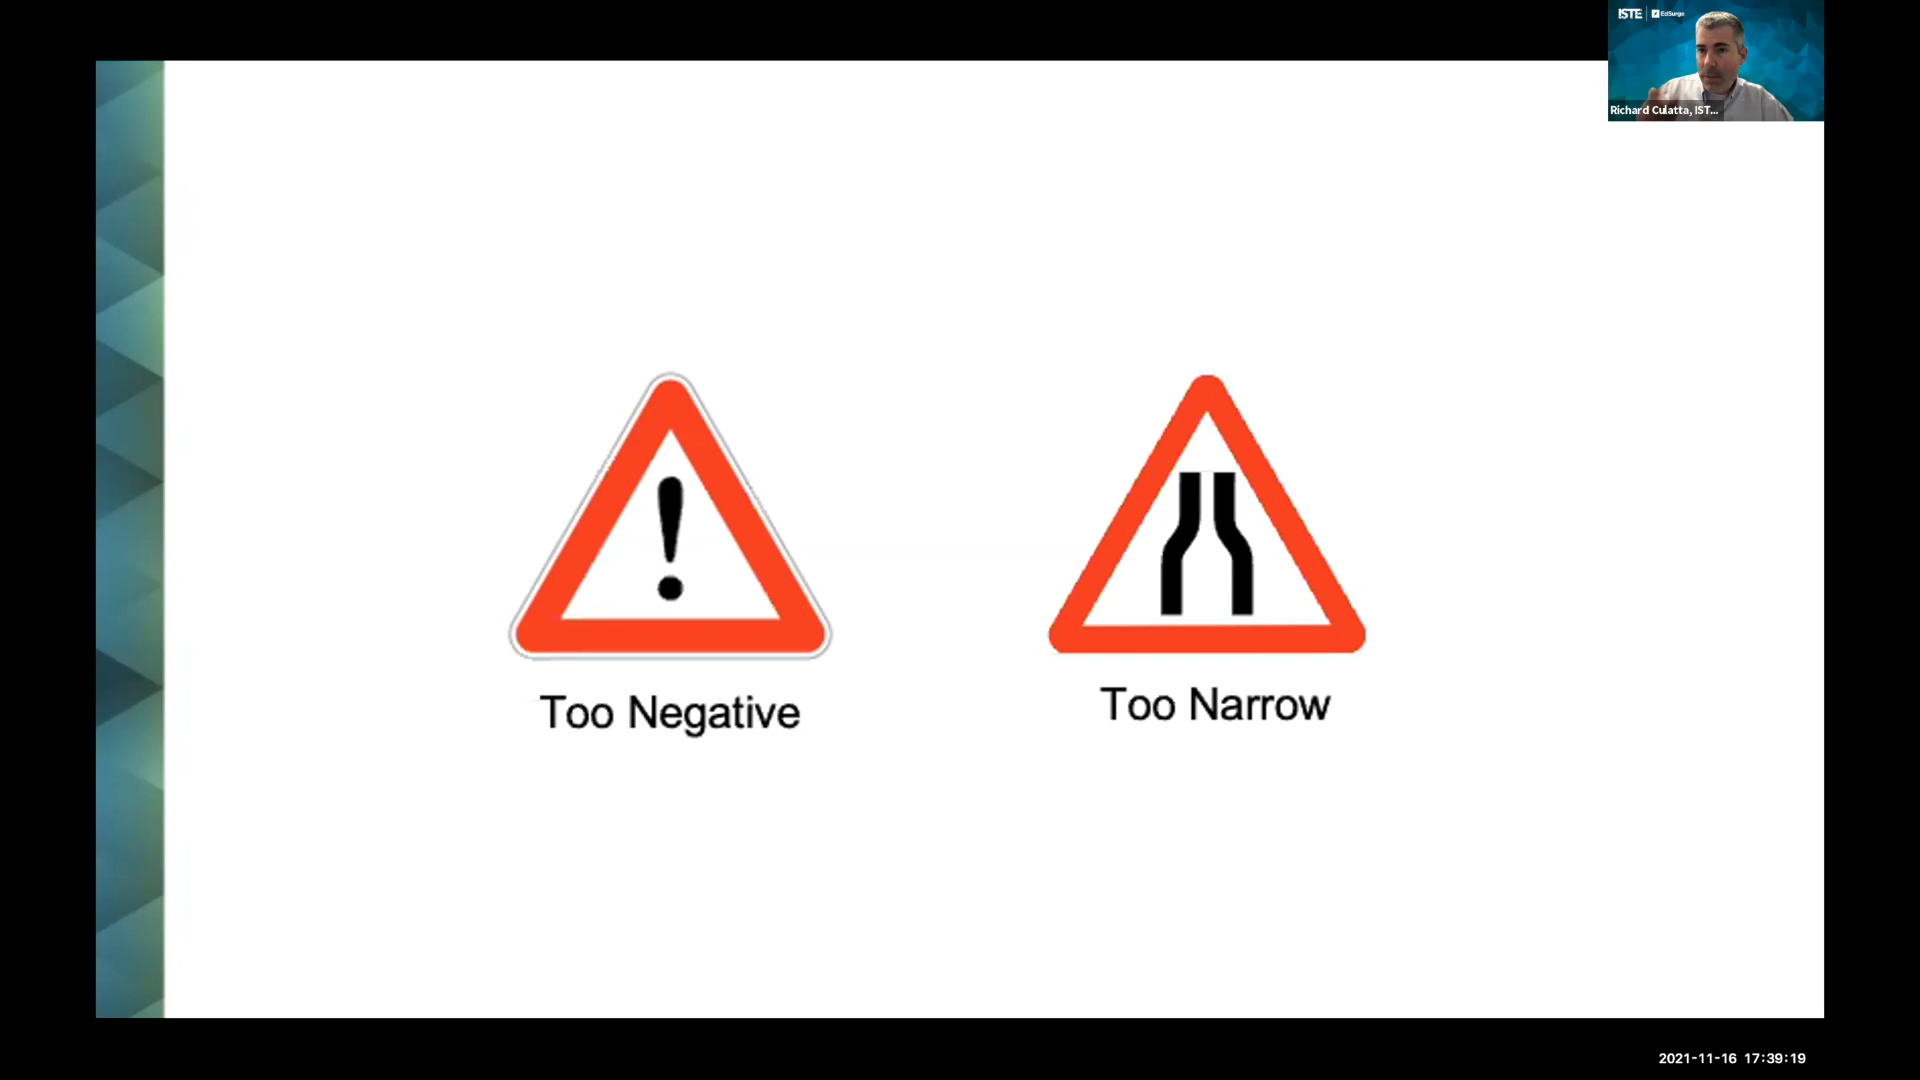 ISTE | EdSurge
Richard Culatta, IST...
!
Too Negative
Too Narrow
2021-11-16 17:39:19